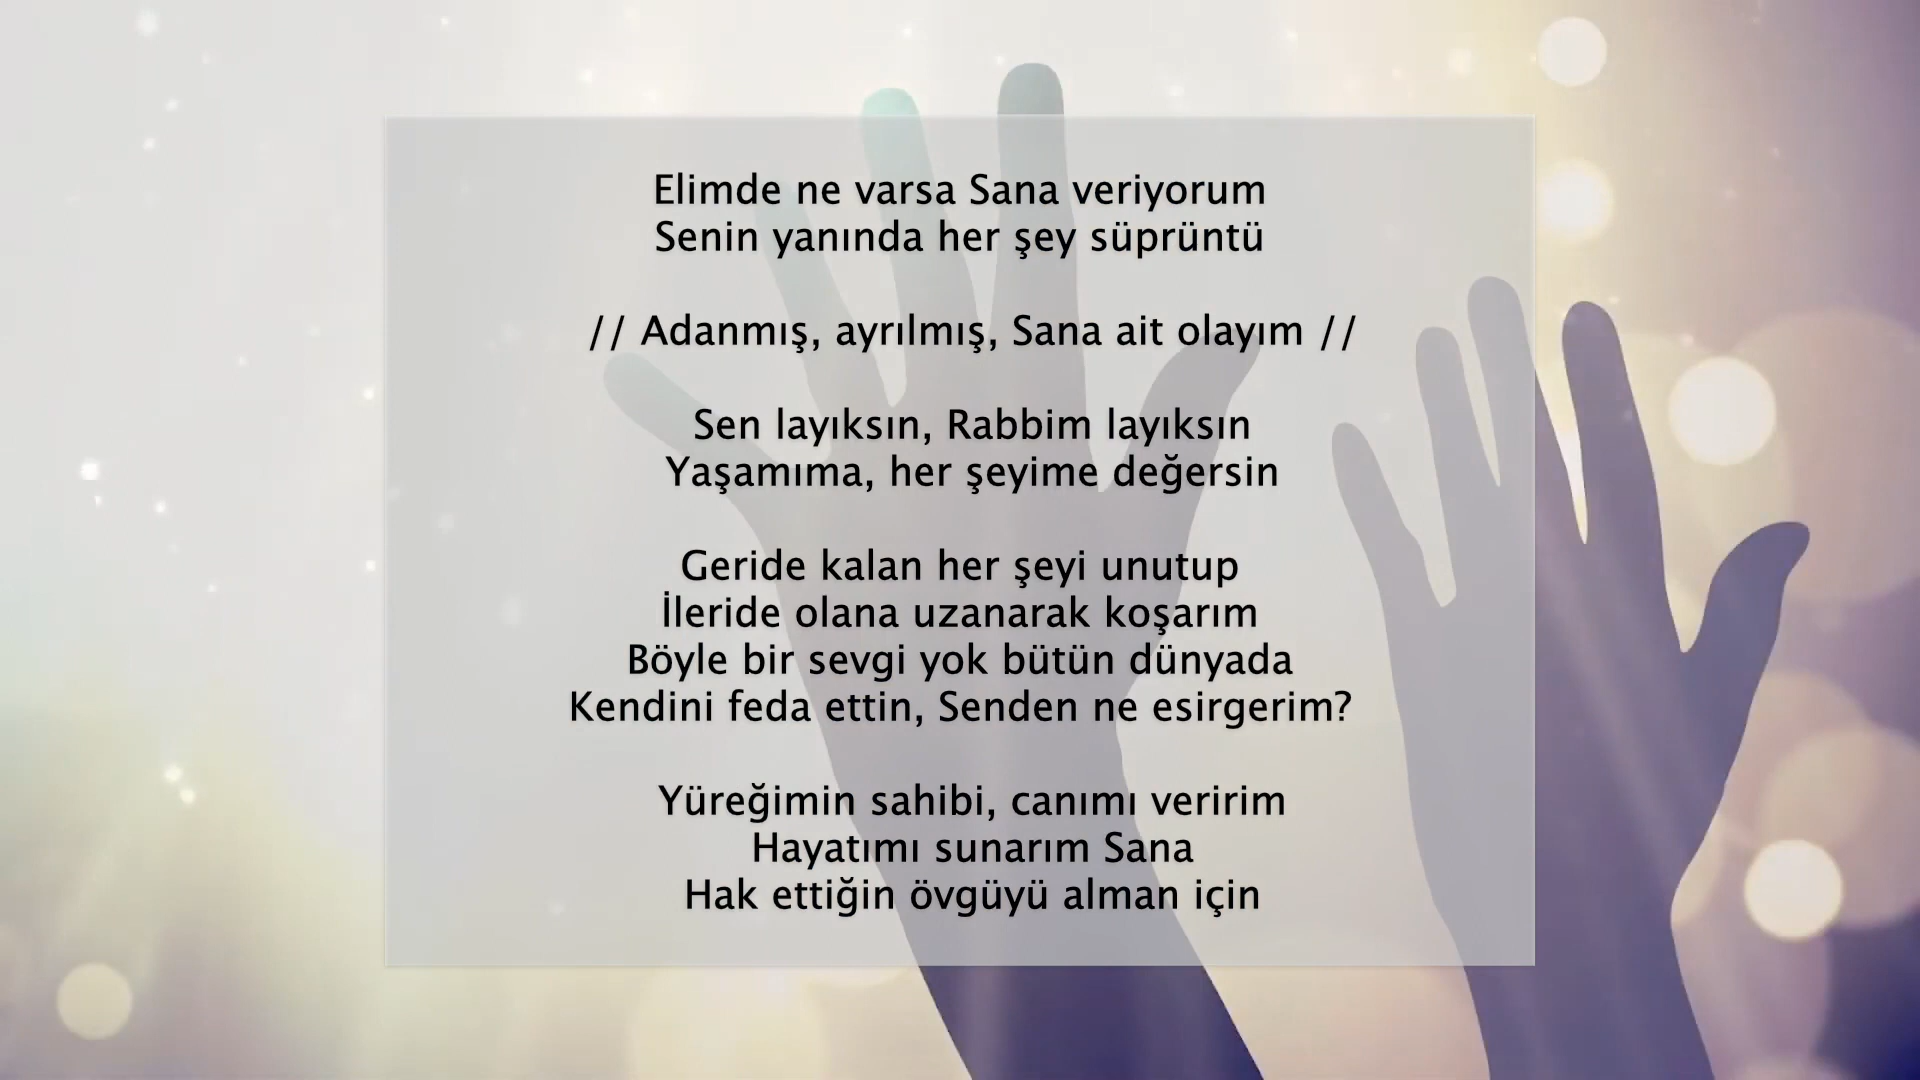 Elimde ne varsa Sana veriyorum
Senin yanında her şey süprüntü
// Adanmış, ayrılmış, Sana ait olayım //
Sen layıksın, Rabbim layıksın
Yaşamıma, her şeyime değersin
Geride kalan her şeyi unutup
İleride olana uzanarak koşarım
Böyle bir sevgi yok bütün dünyada
Kendini feda ettin, Senden ne esirgerim?
Yüreğimin sahibi, canımı veririm
Hayatımı sunarım Sana
Hak ettiğin övgüyü alman için